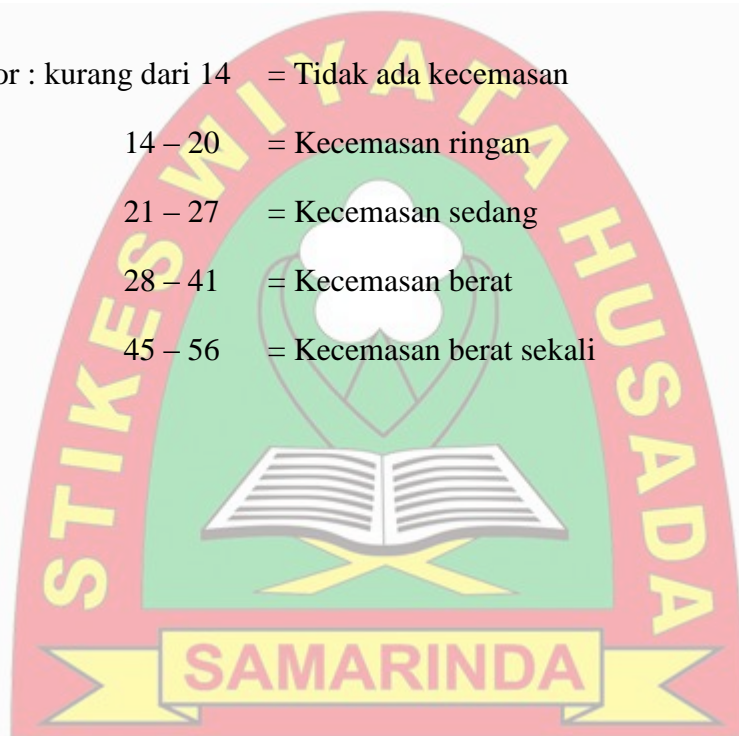 or : kurang dari 14 = Tidak ada kecemasan
14 – 20 = Kecemasan ringan
21 – 27 = Kecemasan sedang
28 – 41 = Kecemasan berat
45 – 56 = Kecemasan berat sekali
STIKES WIYATA HUSADA
SAMARINDA